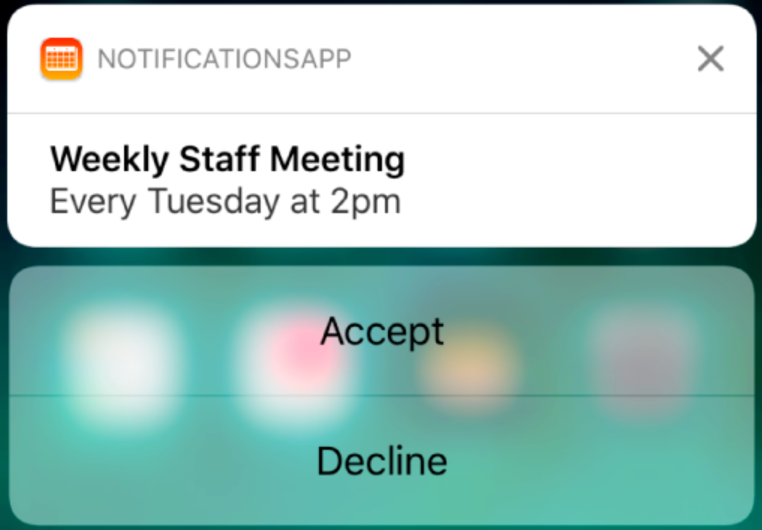 NOTIFICATIONSAPP
Weekly Staff Meeting
Every Tuesday at 2pm
Accept
Decline